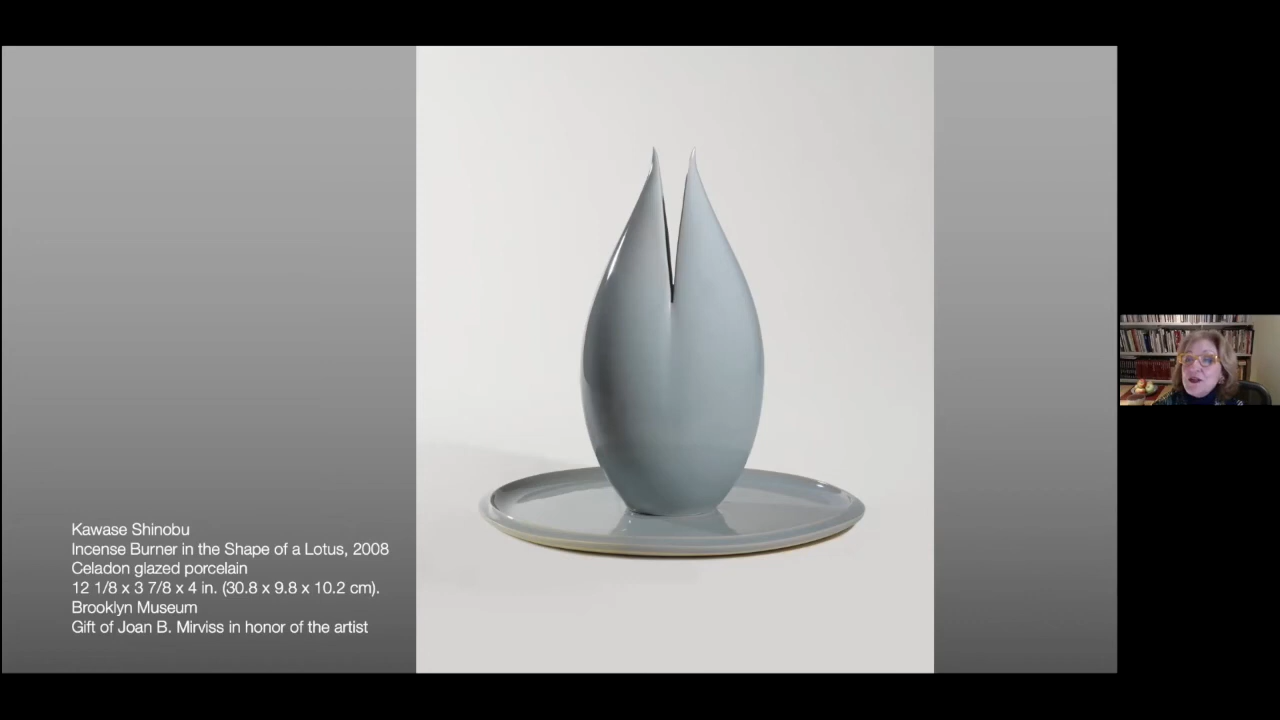 Kawase Shinobu
Incense Burner in the Shape of a Lotus, 2008
Celadon glazed porcelain
12 1/8 x 3 7/8 x 4 in. (30.8 x 9.8 x 10.2 cm).
Brooklyn Museum
Gift of Joan B. Mirviss in honor of the artist